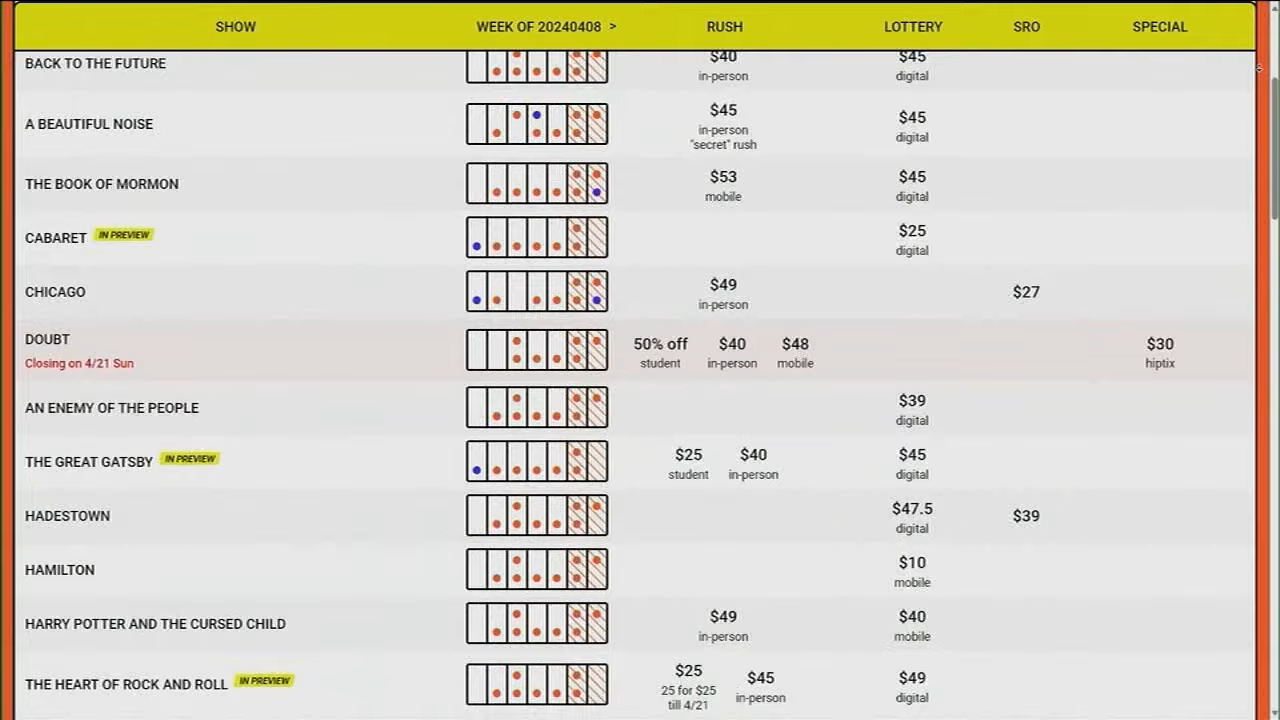 SHOW WEEK OF 20240408 > RUSH LOTTERY SRO SPECIAL
BACK TO THE FUTURE $40 $45
in-person digital
A BEAUTIFUL NOISE $45 $45
in-person digital
"secret" rush
THE BOOK OF MORMON $53 $45
mobile digital
CABARET IN PREVIEW $25
digital
CHICAGO $49 $27
in-person
DOUBT 50% off $40 $48 $30
Closing on 4/21 Sun student in-person mobile hiptix
AN ENEMY OF THE PEOPLE $39
digital
THE GREAT GATSBY IN PREVIEW $25 $40 $45
student in-person digital
HADESTOWN $47.5 $39
digital
HAMILTON $10
mobile
HARRY POTTER AND THE CURSED CHILD $49 $40
in-person mobile
THE HEART OF ROCK AND ROLL IN PREVIEW $25 $45 $49
25 for $25 in-person digital
till 4/21